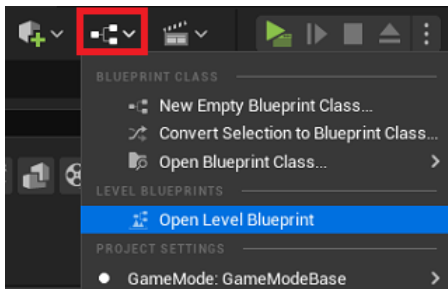 BLUEPRINT CLASS
New Empty Blueprint Class...
Convert Selection to Blueprint Class...
Open Blueprint Class...
LEVEL BLUEPRINTS
Open Level Blueprint
PROJECT SETTINGS
GameMode: GameModeBase